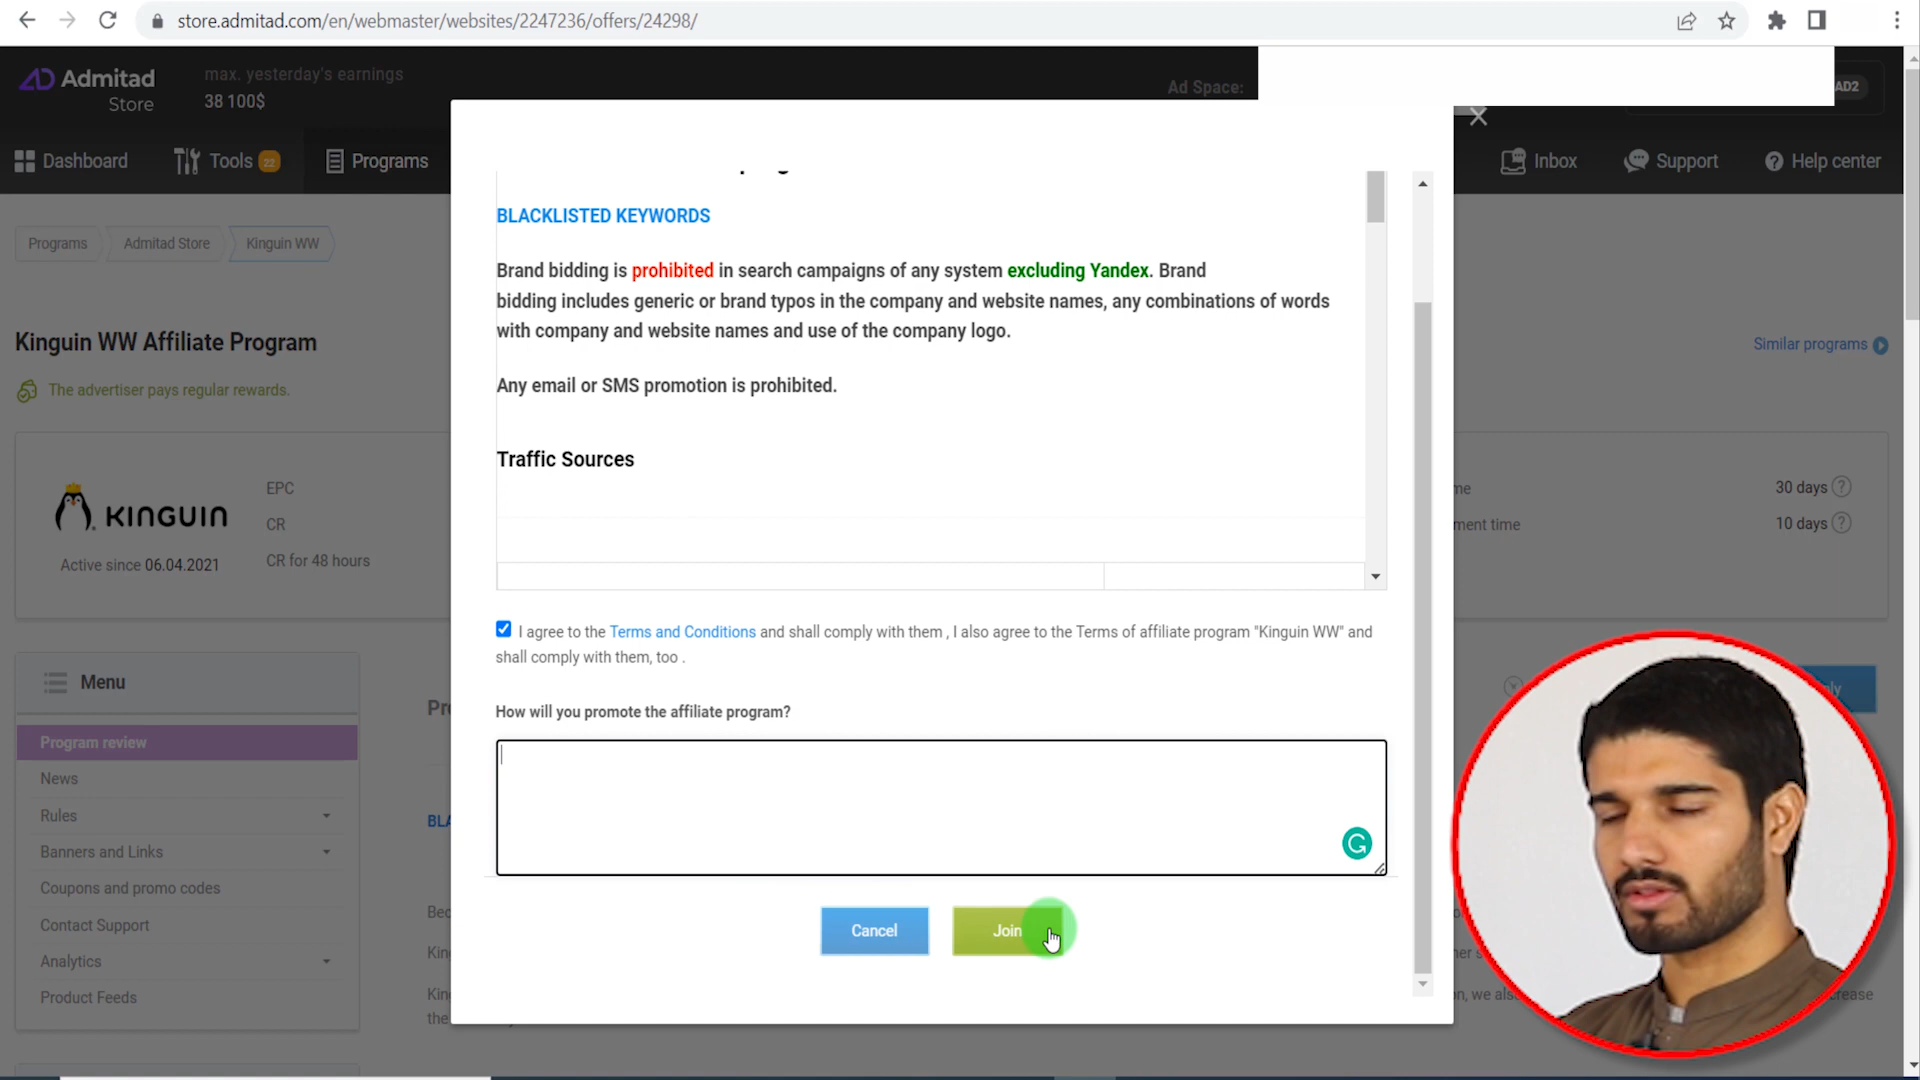 store.admitad.com/en/webmaster/websites/2247236/offers/24298/
Admitad
Store
max. yesterday's earnings
38 100$
Ad Space:
AD2
Dashboard
Tools 22
Programs
Inbox
Support
Help center
Programs
Admitad Store
Kinguin WW
Kinguin WW Affiliate Program
The advertiser pays regular rewards.
Similar programs
KINGUIN
Active since 06.04.2021
EPC
CR
CR for 48 hours
30 days
ment time
10 days
BLACKLISTED KEYWORDS
Brand bidding is prohibited in search campaigns of any system excluding Yandex. Brand
bidding includes generic or brand typos in the company and website names, any combinations of words
with company and website names and use of the company logo.
Any email or SMS promotion is prohibited.
Traffic Sources
I agree to the Terms and Conditions and shall comply with them , I also agree to the Terms of affiliate program "Kinguin WW" and
shall comply with them, too .
How will you promote the affiliate program?
Cancel
Join
Menu
Program review
News
Rules
Banners and Links
Coupons and promo codes
Contact Support
Analytics
Product Feeds